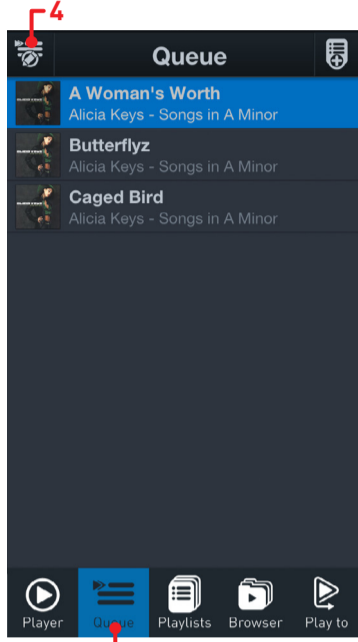 4
Queue
A Woman's Worth
Alicia Keys - Songs in A Minor
Butterflyz
Alicia Keys - Songs in A Minor
Caged Bird
Alicia Keys - Songs in A Minor
Player Queue Playlists Browser Play to